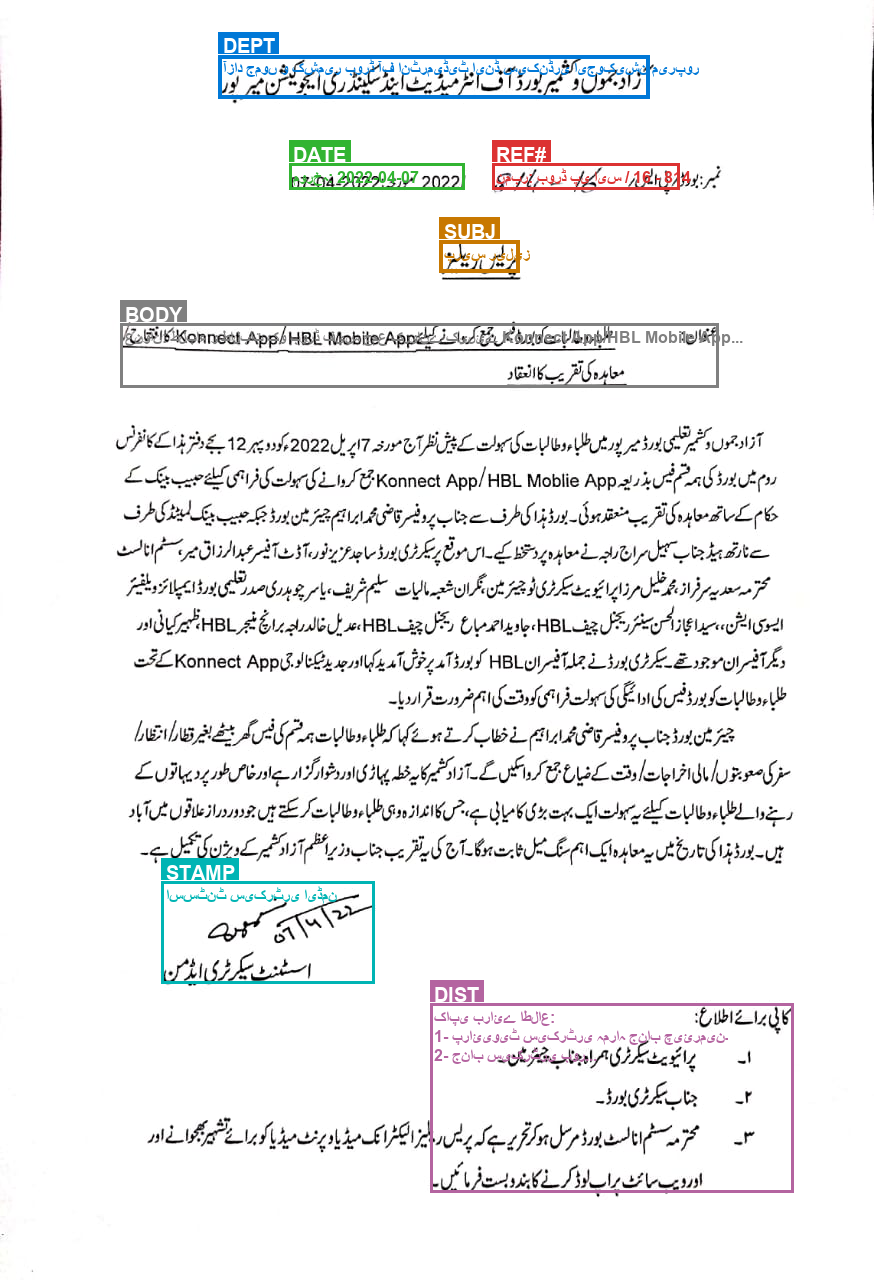 DEPT
آزاد جموں و کشمیر بورڈ آف انٹرمیڈیٹ اینڈ سیکنڈری ایجوکیشن میرپور
DATE
REF#
نمبر: بورڈ/پی ایس/
مورخہ 07-04-2022
SUBJ
پریس ریلیز
BODY
عنوان: طلباء و طالبات کو بورڈ فیس جمع کروانے کیلئے Konnect App/HBL Mobile App کا افتتاح/
معاہدہ کی تقریب کا انعقاد
آزاد جموں و کشمیر تعلیمی بورڈ میرپور میں طلباء و طالبات کی سہولت کے پیش نظر آج مورخہ 7 اپریل 2022ء کو دوپہر 12 بجے دفتر ہذا کے کانفرنس
روم میں بورڈ کی ہمہ قسم فیس بذریعہ Konnect App/HBL Moblie App جمع کروانے کی سہولت کی فراہمی کیلئے حبیب بینک کے
حکام کے ساتھ معاہدہ کی تقریب منعقد ہوئی۔ بورڈ ہذا کی طرف سے جناب پروفیسر قاضی محمد ابراہیم چیئرمین بورڈ جبکہ حبیب بینک لمیٹڈ کی طرف
سے نارتھ ہیڈ جناب سہیل سراج راجہ نے معاہدہ پر دستخط کیے۔ اس موقع پر سیکرٹری بورڈ ساجد عزیز نور، آڈٹ آفیسر عبدالرزاق میر، سسٹم انالسٹ
محترمہ سعدیہ سرفراز، محمد خلیل مرزا پرائیویٹ سیکرٹری ٹو چیئرمین، نگران شعبہ مالیات سلیم شریف، یاسر چوہدری صدر تعلیمی بورڈ ایمپلائز ویلفیئر
ایسوسی ایشن،، سید اعجاز الحسن سینئر ریجنل چیف HBL، جاوید احمد مباع ریجنل چیف HBL، عدیل خالد راجہ برانچ منیجر HBL، ظہیر کیانی اور
دیگر آفیسران موجود تھے۔ سیکرٹری بورڈ نے جملہ آفیسران HBL کو بورڈ آمد پر خوش آمدید کہا اور جدید ٹیکنالوجی Konnect App کے تحت
طلباء و طالبات کو بورڈ فیس کی ادائیگی کی سہولت فراہمی کو وقت کی اہم ضرورت قرار دیا۔
چیئرمین بورڈ جناب پروفیسر قاضی محمد ابراہیم نے خطاب کرتے ہوئے کہا کہ طلباء و طالبات ہمہ قسم کی فیس گھر بیٹھے بغیر قطار/انتظار/
سفر کی صعوبتوں/مالی اخراجات/وقت کے ضیاع جمع کروا سکیں گے۔ آزاد کشمیر کا یہ خطہ پہاڑی اور دشوار گزار ہے اور خاص طور پر دیہاتوں کے
رہنے والے طلباء و طالبات کیلئے یہ سہولت ایک بہت بڑی کامیابی ہے، جس کا اندازہ وہی طلباء و طالبات کر سکتے ہیں جو دور دراز علاقوں میں آباد
ہیں۔ بورڈ ہذا کی تاریخ میں یہ معاہدہ ایک اہم سنگ میل ثابت ہوگا۔ آج کی یہ تقریب جناب وزیراعظم آزاد کشمیر کے ویژن کی تکمیل ہے۔
STAMP
07/4/22
اسسٹنٹ سیکرٹری ایڈمن
DIST
کاپی برائے اطلاع:
۱۔ پرائیویٹ سیکرٹری ہمراہ جناب چیئرمین۔
۲۔ جناب سیکرٹری بورڈ۔
۳۔ محترمہ سسٹم انالسٹ بورڈ مرسل ہو کر تحریر ہے کہ پریس ریلیز الیکٹرانک میڈیا و پرنٹ میڈیا کو برائے تشہیر بھجوانے اور
اور ویب سائٹ پر اپ لوڈ کرنے کا بندوبست فرمائیں۔